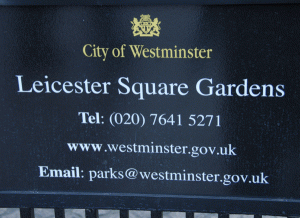 City of Westminster
Leicester Square Gardens
Tel: (020) 7641 5271
www.westminster.gov.uk
Email: parks@westminster.gov.uk